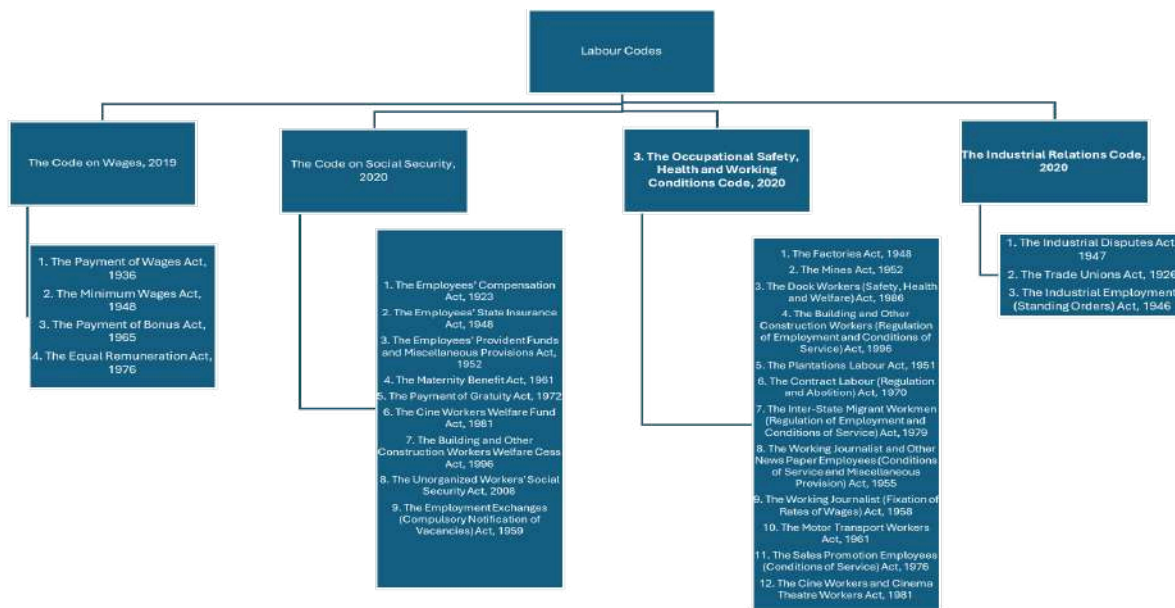 Labour Codes
The Code on Wages, 2019
The Code on Social Security,
2020
3. The Occupational Safety,
Health and Working
Conditions Code, 2020
The Industrial Relations Code,
2020
1. The Payment of Wages Act,
1936
2. The Minimum Wages Act,
1948
3. The Payment of Bonus Act,
1965
4. The Equal Remuneration Act,
1976
1. The Employees' Compensation
Act, 1923
2. The Employees' State Insurance
Act, 1948
3. The Employees' Provident Funds
and Miscellaneous Provisions Act,
1952
4. The Maternity Benefit Act, 1961
5. The Payment of Gratuity Act, 1972
6. The Cine Workers Welfare Fund
Act, 1981
7. The Building and Other
Construction Workers Welfare Cess
Act, 1996
8. The Unorganized Workers' Social
Security Act, 2008
9. The Employment Exchanges
(Compulsory Notification of
Vacancies) Act, 1959
1. The Factories Act, 1948
2. The Mines Act, 1952
3. The Dock Workers (Safety, Health
and Welfare) Act, 1986
4. The Building and Other
Construction Workers (Regulation
of Employment and Conditions of
Service) Act, 1996
5. The Plantations Labour Act, 1951
6. The Contract Labour (Regulation
and Abolition) Act, 1970
7. The Inter-State Migrant Workmen
(Regulation of Employment and
Conditions of Service) Act, 1979
8. The Working Journalist and Other
News Paper Employees (Conditions
of Service and Miscellaneous
Provision) Act, 1955
9. The Working Journalist (Fixation of
Rates of Wages) Act, 1958
10. The Motor Transport Workers
Act, 1961
11. The Sales Promotion Employees
(Conditions of Service) Act, 1976
12. The Cine Workers and Cinema
Theatre Workers Act, 1981
1. The Industrial Disputes Act
1947
2. The Trade Unions Act, 1926
3. The Industrial Employment
(Standing Orders) Act, 1946